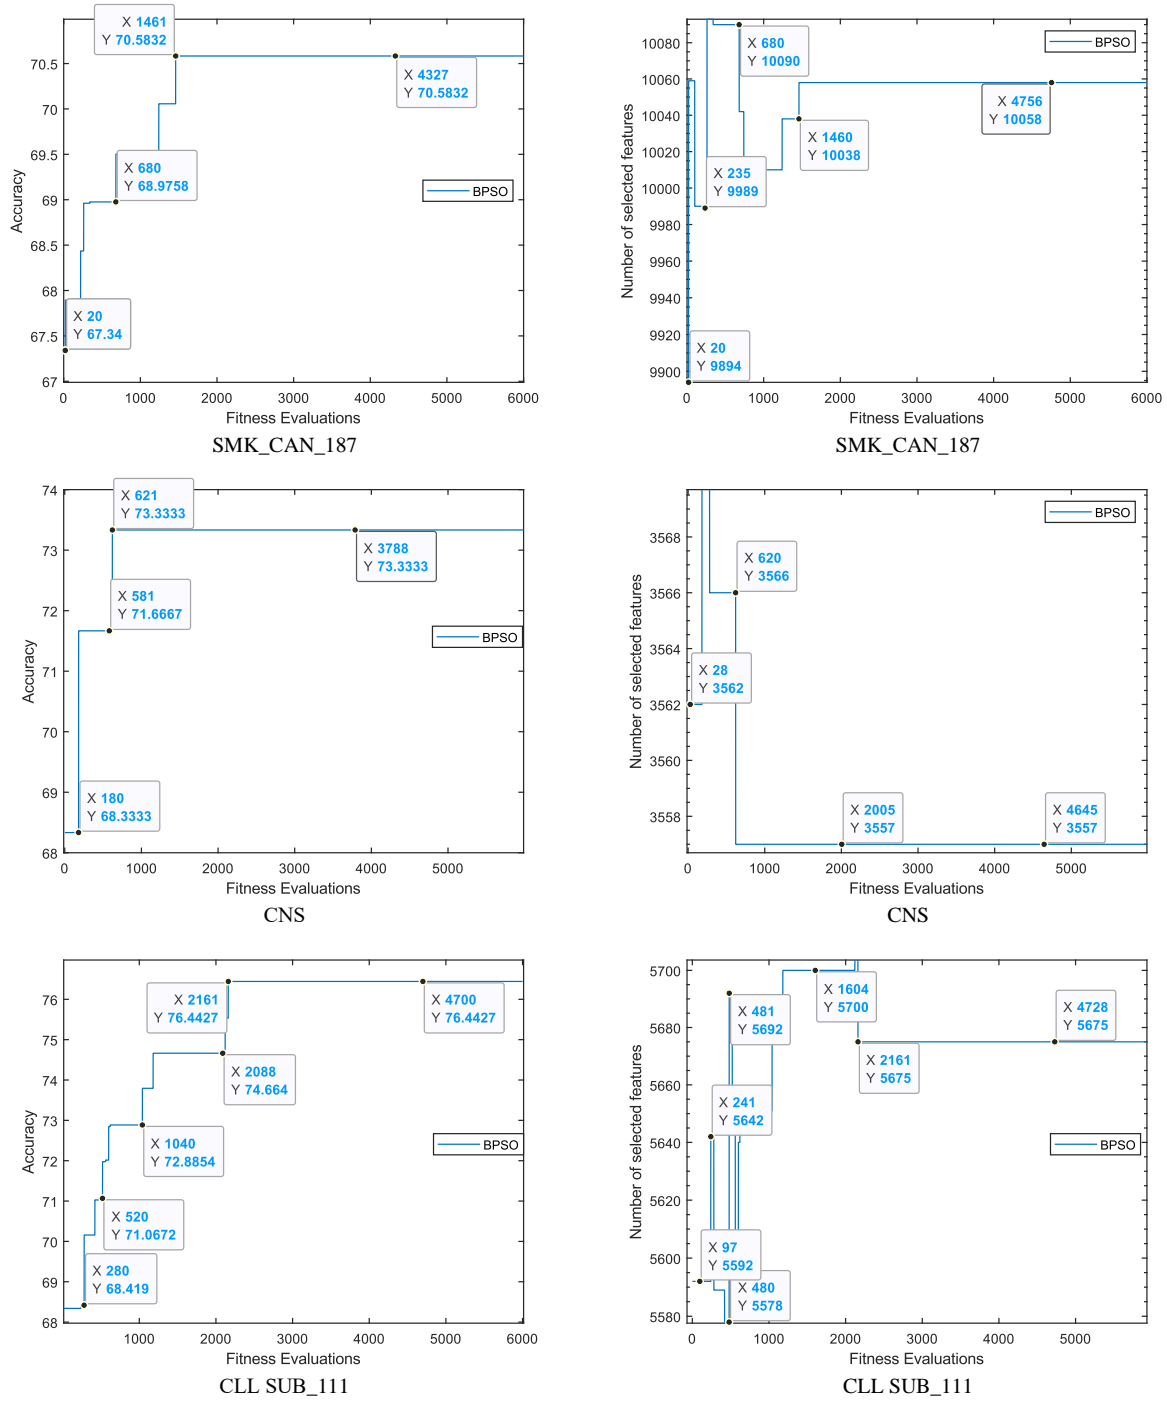 X 1461
Y 70.5832
X 4327
Y 70.5832
X 680
Y 68.9758
X 20
Y 67.34
BPSO
Accuracy
70.5
70
69.5
69
68.5
68
67.5
67
0 1000 2000 3000 4000 5000 6000
Fitness Evaluations
SMK_CAN_187
X 680
Y 10090
X 4756
Y 10058
X 1460
Y 10038
X 235
Y 9989
X 20
Y 9894
BPSO
Number of selected features
10080
10060
10040
10020
10000
9980
9960
9940
9920
9900
0 1000 2000 3000 4000 5000 6000
Fitness Evaluations
SMK_CAN_187
X 621
Y 73.3333
X 3788
Y 73.3333
X 581
Y 71.6667
X 180
Y 68.3333
BPSO
Accuracy
74
73
72
71
70
69
68
0 1000 2000 3000 4000 5000
Fitness Evaluations
CNS
X 620
Y 3566
X 28
Y 3562
X 2005
Y 3557
X 4645
Y 3557
BPSO
Number of selected features
3568
3566
3564
3562
3560
3558
0 1000 2000 3000 4000 5000
Fitness Evaluations
CNS
X 2161
Y 76.4427
X 4700
Y 76.4427
X 2088
Y 74.664
X 1040
Y 72.8854
X 520
Y 71.0672
X 280
Y 68.419
BPSO
Accuracy
76
75
74
73
72
71
70
69
68
1000 2000 3000 4000 5000 6000
Fitness Evaluations
CLL SUB_111
X 1604
Y 5700
X 481
Y 5692
X 4728
Y 5675
X 2161
Y 5675
X 241
Y 5642
X 97
Y 5592
X 480
Y 5578
BPSO
Number of selected features
5700
5680
5660
5640
5620
5600
5580
0 1000 2000 3000 4000 5000
Fitness Evaluations
CLL SUB_111